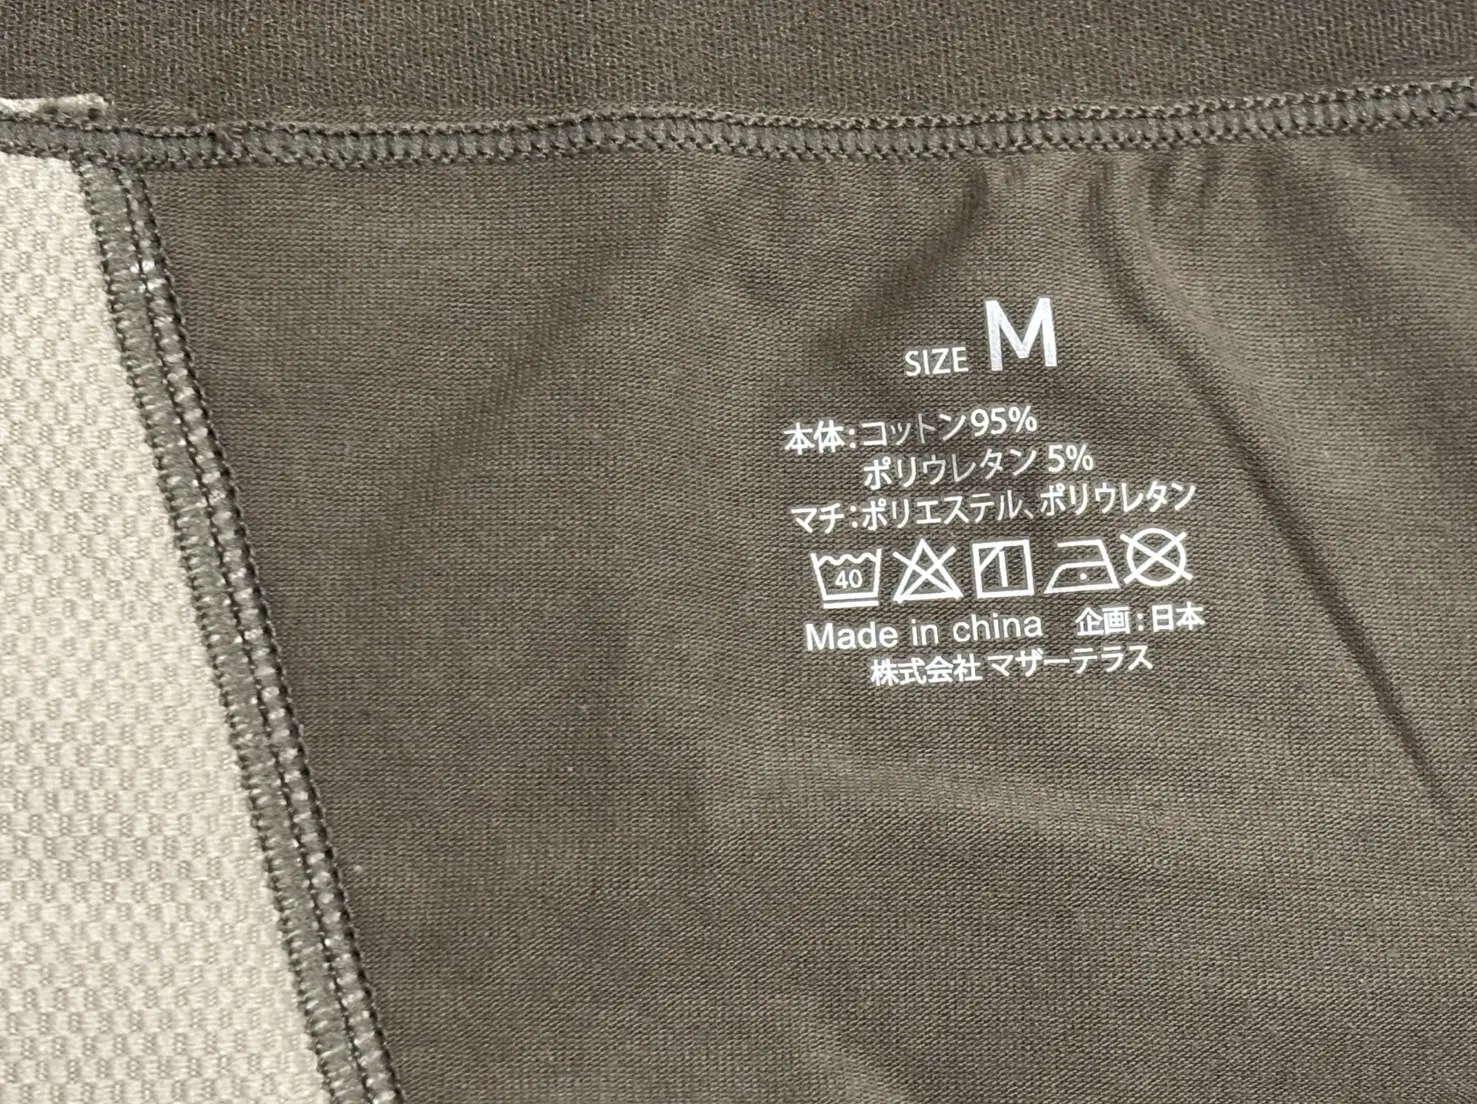 SIZE M
本体:コットン95%
ポリウレタン 5%
マチ:ポリエステル、ポリウレタン
40
Made in china 企画:日本
株式会社 マザーテラス